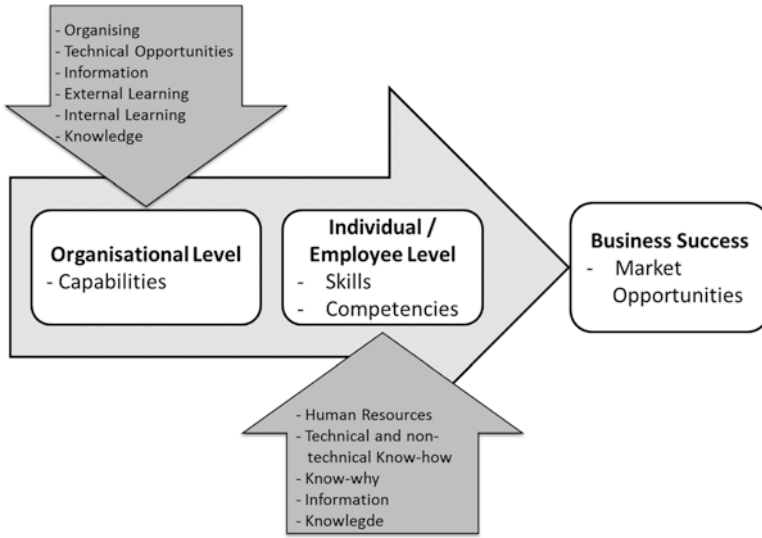 - Organising
- Technical Opportunities
- Information
- External Learning
- Internal Learning
- Knowledge
Organisational Level
- Capabilities
Individual /
Employee Level
- Skills
- Competencies
Business Success
- Market
Opportunities
- Human Resources
- Technical and non-
technical Know-how
- Know-why
- Information
- Knowlegde